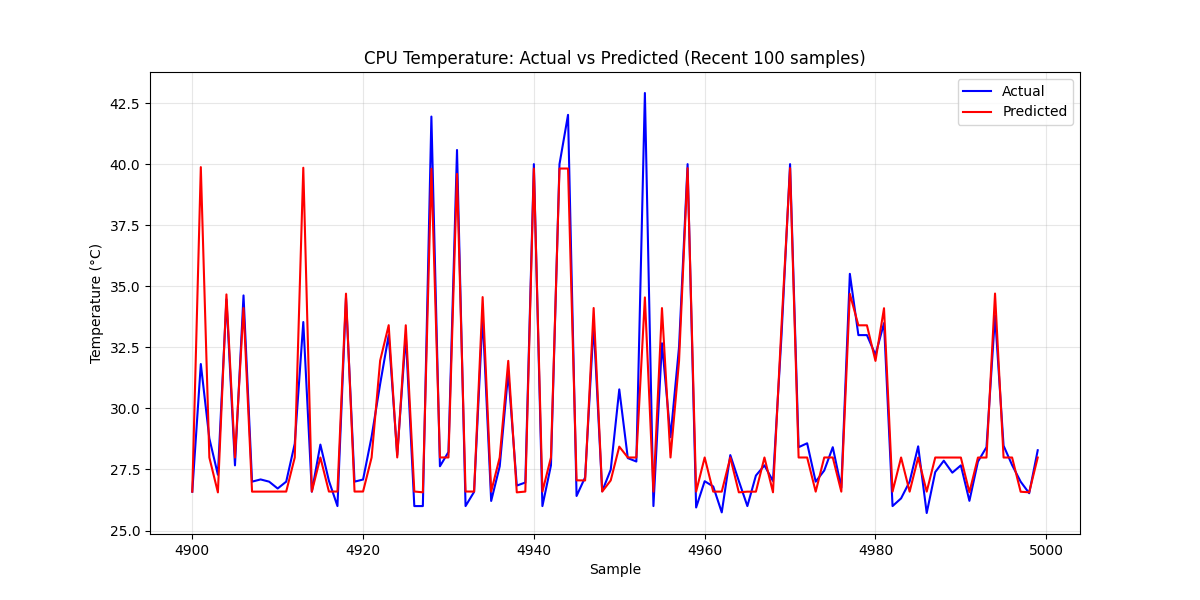 CPU Temperature: Actual vs Predicted (Recent 100 samples)
Actual
Predicted
Temperature (°C)
42.5
40.0
37.5
35.0
32.5
30.0
27.5
25.0
4900
4920
4940
4960
4980
5000
Sample